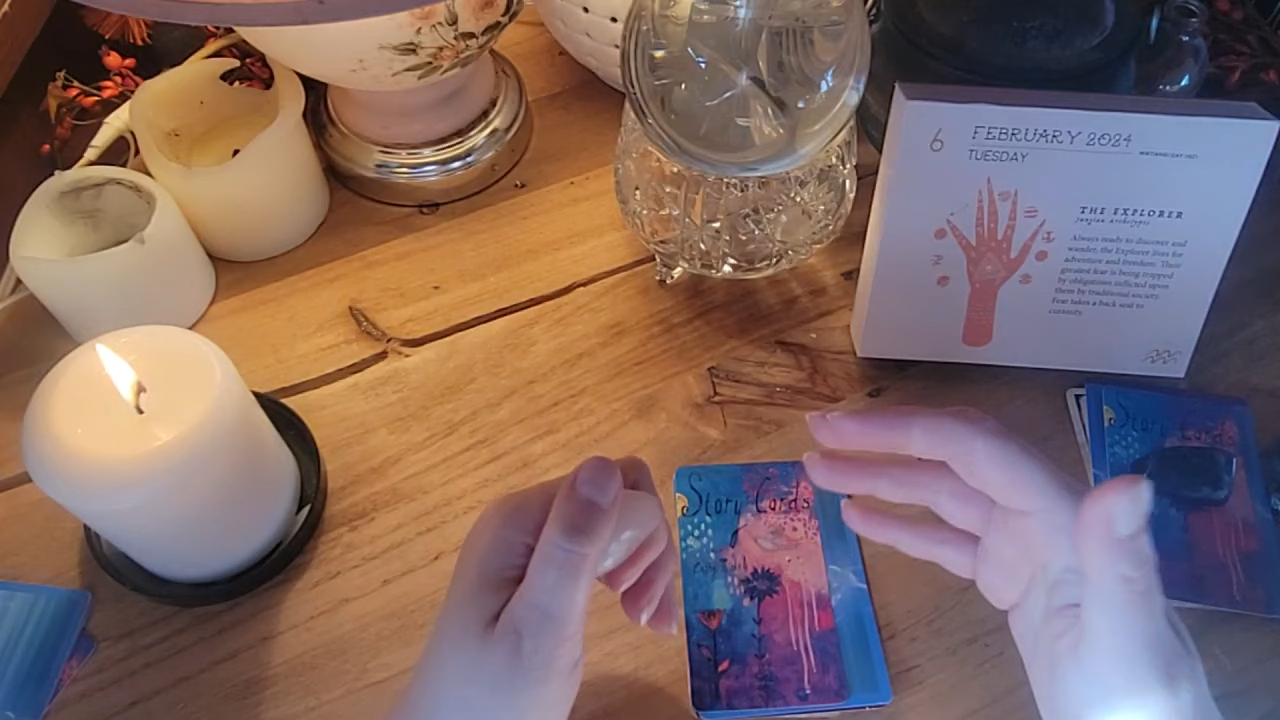 6
FEBRUARY 2024
TUESDAY
THE EXPLORER
jungian archetypes
Always ready to discover and
wander, the Explorer lives for
adventure and freedom. Their
greatest fear is being trapped
by obligations inflicted upon
them by traditional society.
Fear takes a back seat to
curiosity.
Story Cards
Story Cards